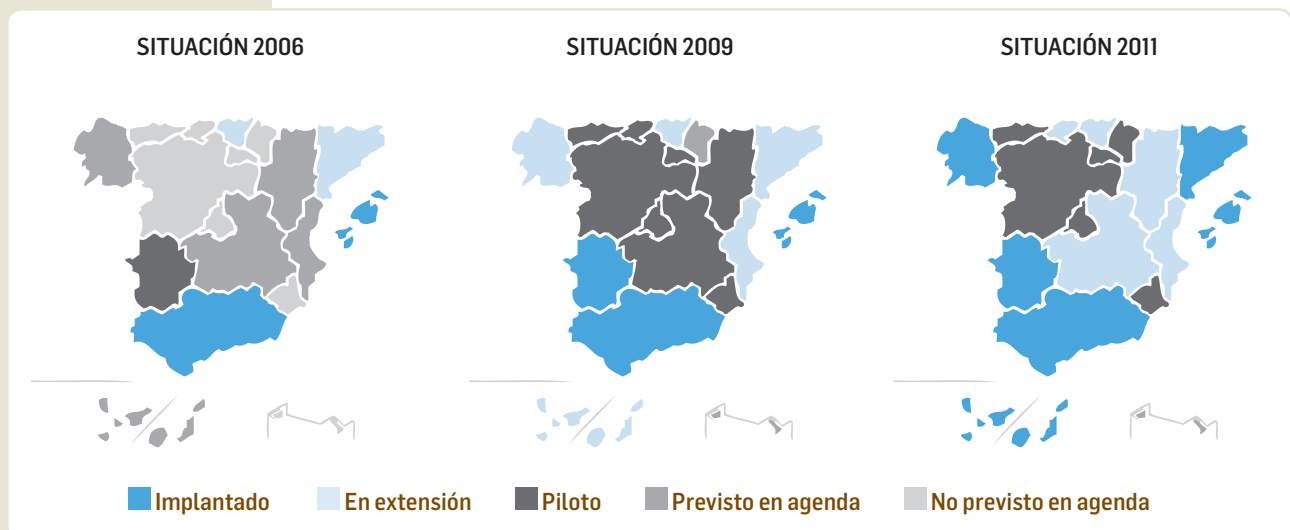 SITUACIÓN 2006
SITUACIÓN 2009
SITUACIÓN 2011
Implantado
En extensión
Piloto
Previsto en agenda
No previsto en agenda